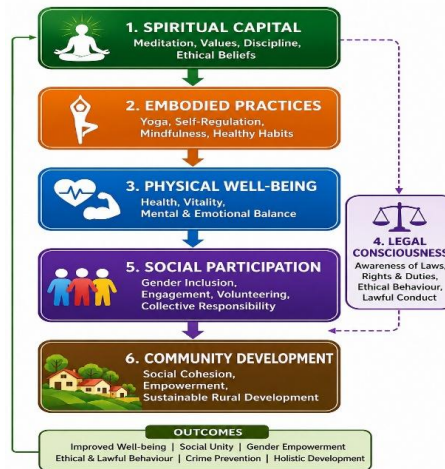 1. SPIRITUAL CAPITAL
Meditation, Values, Discipline,
Ethical Beliefs
2. EMBODIED PRACTICES
Yoga, Self-Regulation,
Mindfulness, Healthy Habits
3. PHYSICAL WELL-BEING
Health, Vitality,
Mental & Emotional Balance
4. LEGAL
CONSCIOUSNESS
Awareness of Laws,
Rights & Duties,
Ethical Behaviour,
Lawful Conduct
5. SOCIAL PARTICIPATION
Gender Inclusion,
Engagement, Volunteering,
Collective Responsibility
6. COMMUNITY DEVELOPMENT
Social Cohesion,
Empowerment,
Sustainable Rural Development
OUTCOMES
Improved Well-being | Social Unity | Gender Empowerment
Ethical & Lawful Behaviour | Crime Prevention | Holistic Development